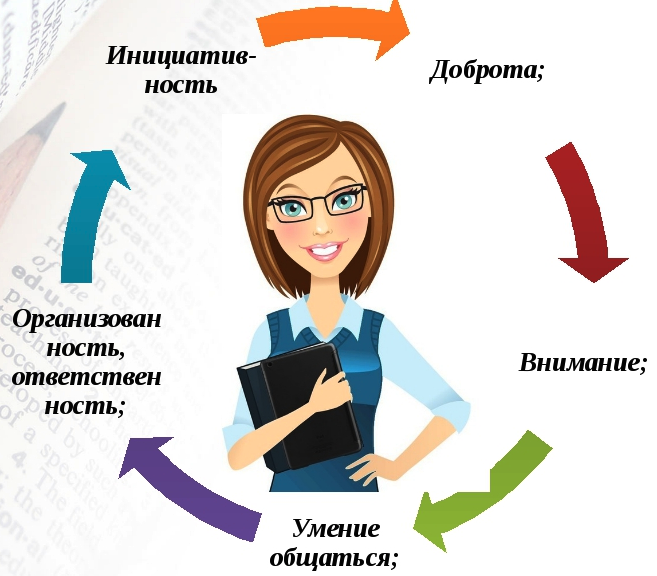 Инициатив-
ность
Доброта;
Внимание;
Умение
общаться;
Организован
ность,
ответствен
ность;